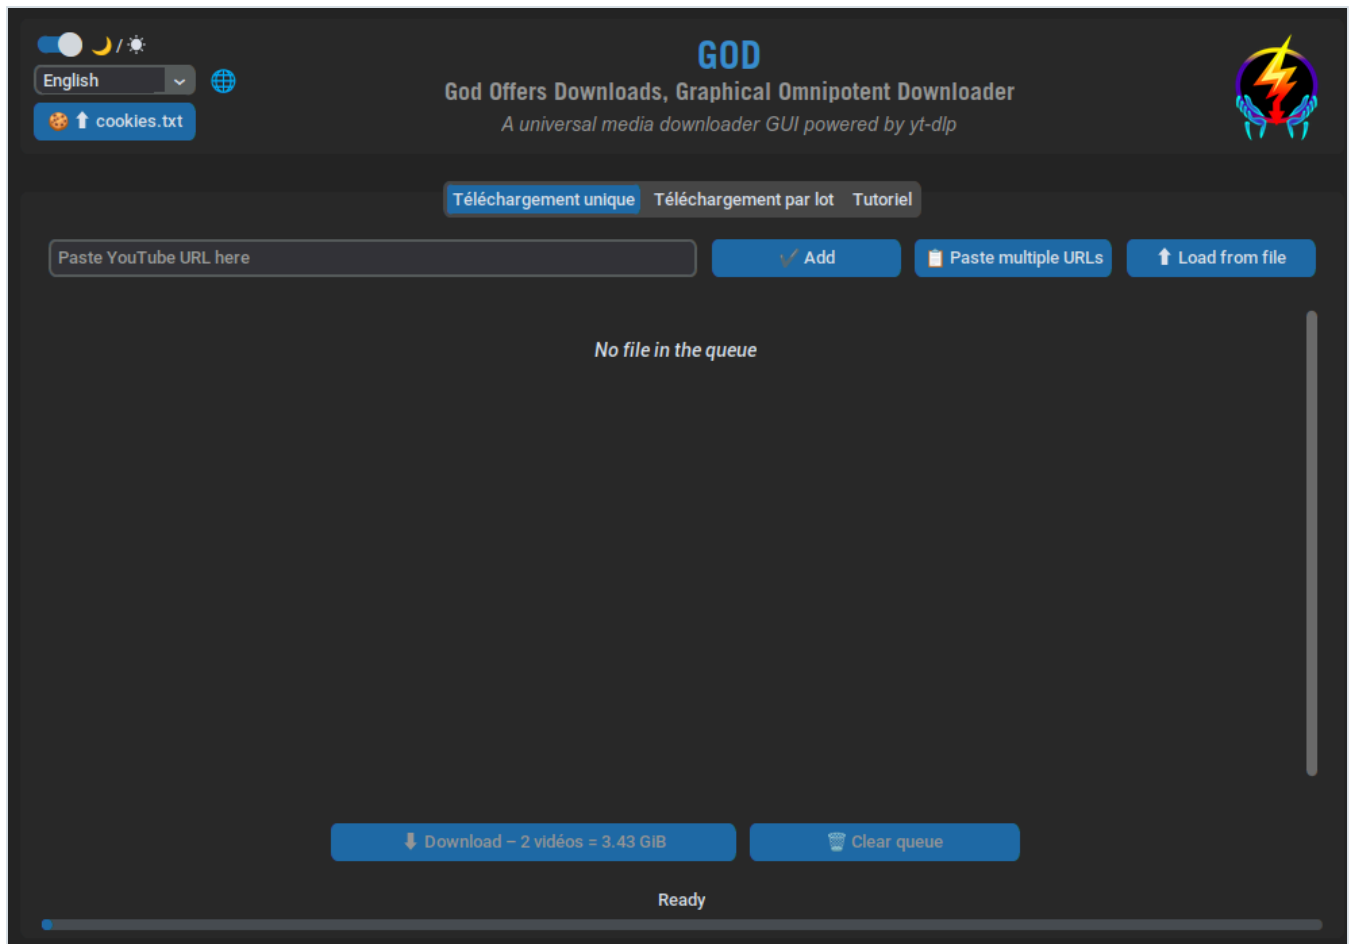 🌙 / ☀
English
🌐
🍪 ⬆ cookies.txt
GOD
God Offers Downloads, Graphical Omnipotent Downloader
A universal media downloader GUI powered by yt-dlp
Téléchargement unique Téléchargement par lot Tutoriel
Paste YouTube URL here
✔ Add
📋 Paste multiple URLs
⬆ Load from file
No file in the queue
⬇ Download – 2 vidéos = 3.43 GiB
🗑 Clear queue
Ready